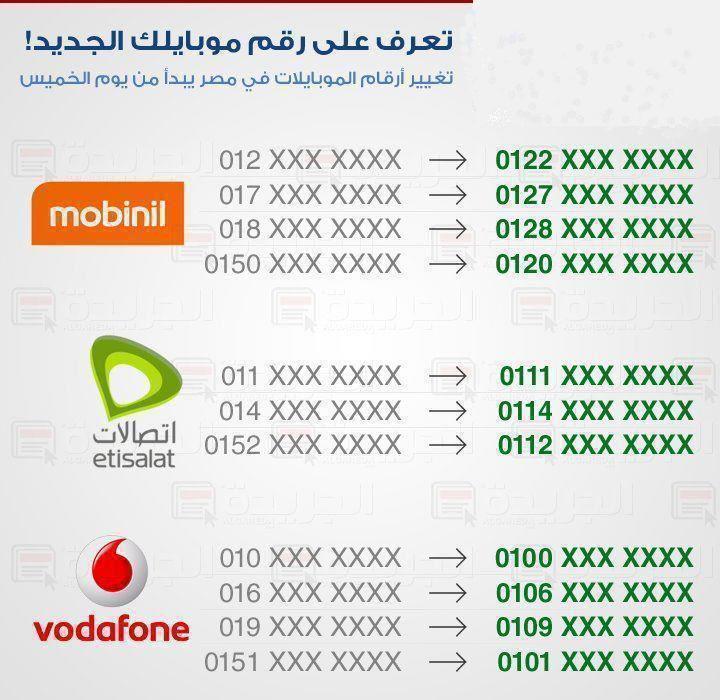 تعرف على رقم موبايلك الجديد!
تغيير أرقام الموبايلات في مصر يبدأ من يوم الخميس
mobinil
012 XXX XXXX → 0122 XXX XXXX
017 XXX XXXX → 0127 XXX XXXX
018 XXX XXXX → 0128 XXX XXXX
0150 XXX XXXX → 0120 XXX XXXX
اتصالات
etisalat
011 XXX XXXX → 0111 XXX XXXX
014 XXX XXXX → 0114 XXX XXXX
0152 XXX XXXX → 0112 XXX XXXX
vodafone
010 XXX XXXX → 0100 XXX XXXX
016 XXX XXXX → 0106 XXX XXXX
019 XXX XXXX → 0109 XXX XXXX
0151 XXX XXXX → 0101 XXX XXXX
الجريدة
ALGAREDA